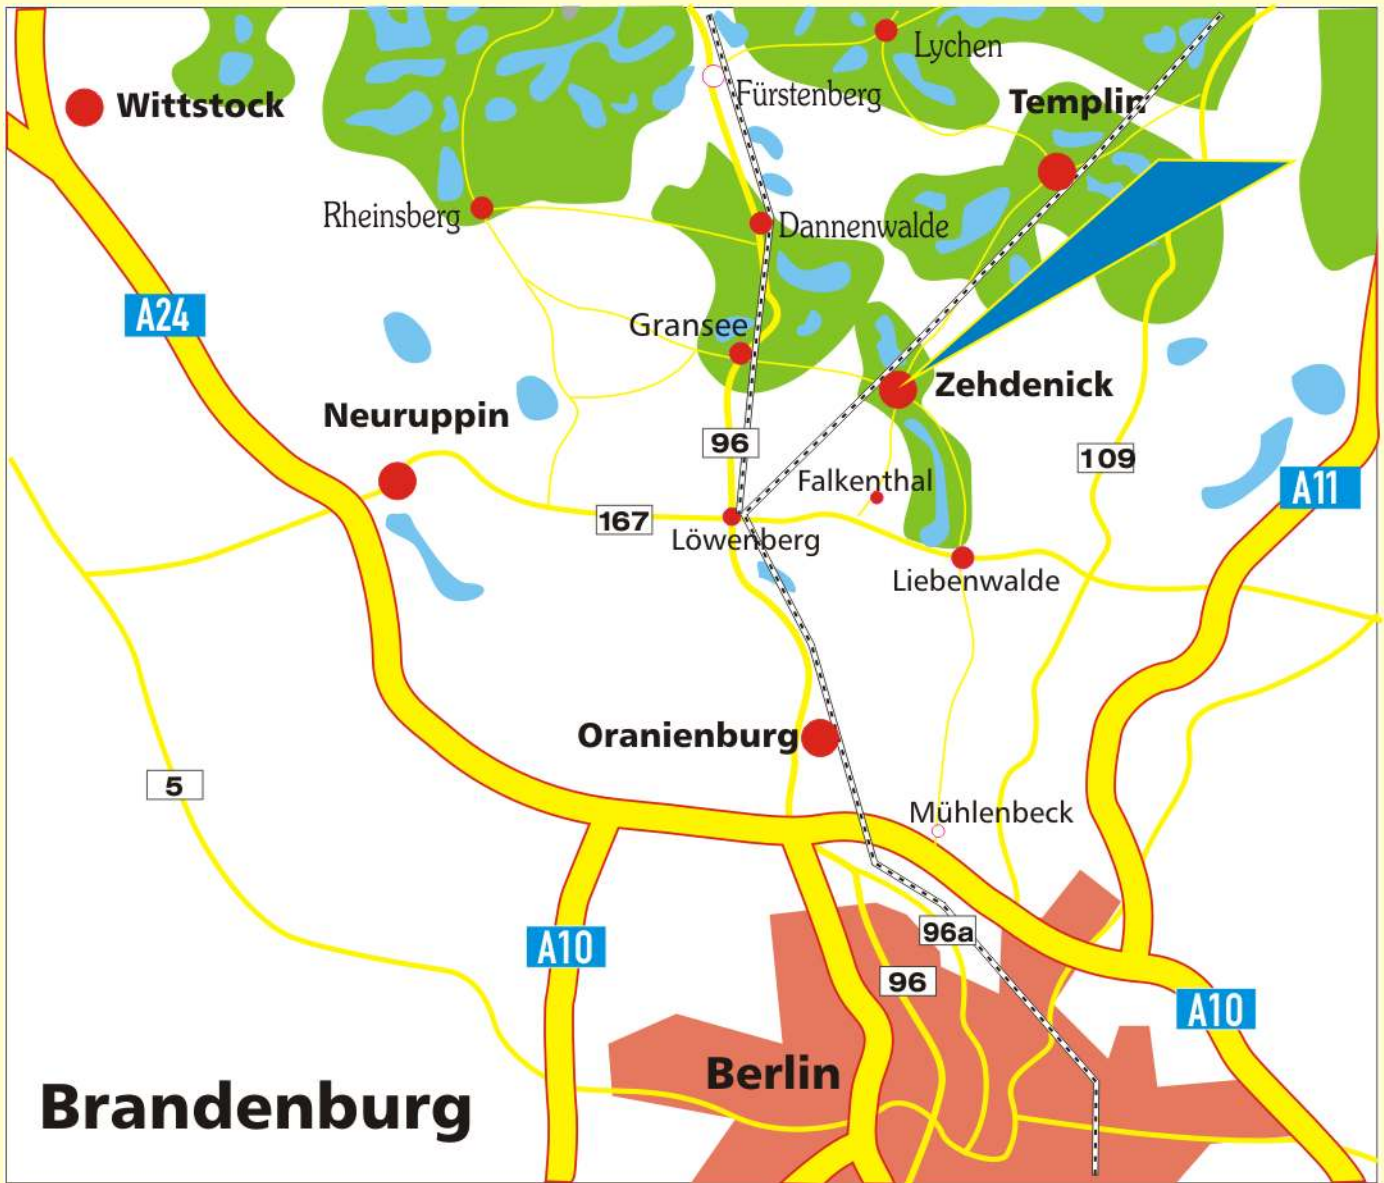 Lychen
Fürstenberg
Templin
Wittstock
Rheinsberg
Dannenwalde
A24
Gransee
Zehdenick
Neuruppin
96
109
Falkenthal
A11
167
Löwenberg
Liebenwalde
Oranienburg
5
Mühlenbeck
96a
A10
96
A10
Berlin
Brandenburg